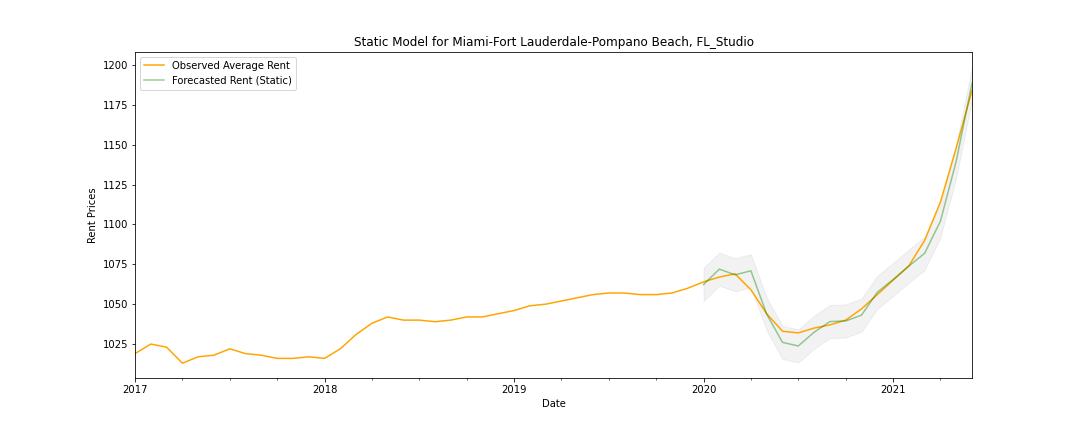 Static Model for Miami-Fort Lauderdale-Pompano Beach, FL_Studio
Observed Average Rent
Forecasted Rent (Static)
Rent Prices
1200
1175
1150
1125
1100
1075
1050
1025
2017
2018
2019
2020
2021
Date